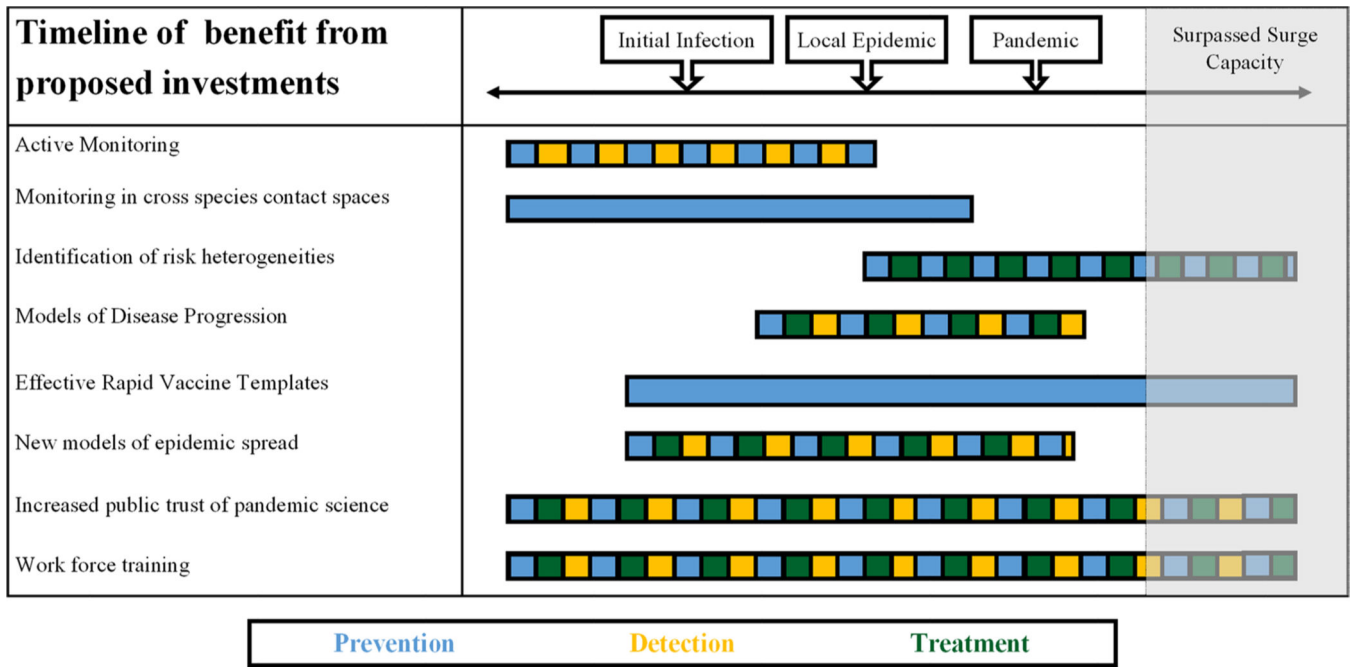 Timeline of benefit from
proposed investments
Initial Infection
Local Epidemic
Pandemic
Surpassed Surge
Capacity
Active Monitoring
Monitoring in cross species contact spaces
Identification of risk heterogeneities
Models of Disease Progression
Effective Rapid Vaccine Templates
New models of epidemic spread
Increased public trust of pandemic science
Work force training
Prevention Detection Treatment